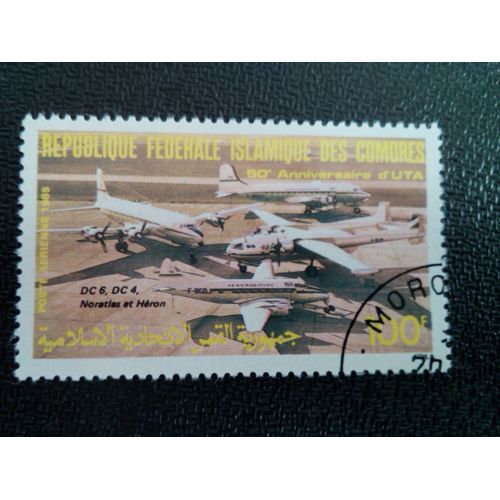 REPUBLIQUE FEDERALE ISLAMIQUE DES COMORES
50e Anniversaire d'UTA
POSTE AERIENNE 1985
DC 6, DC 4,
Noratlas et Héron
جمهورية القمر الاتحادية الاسلامية
100F
MORO